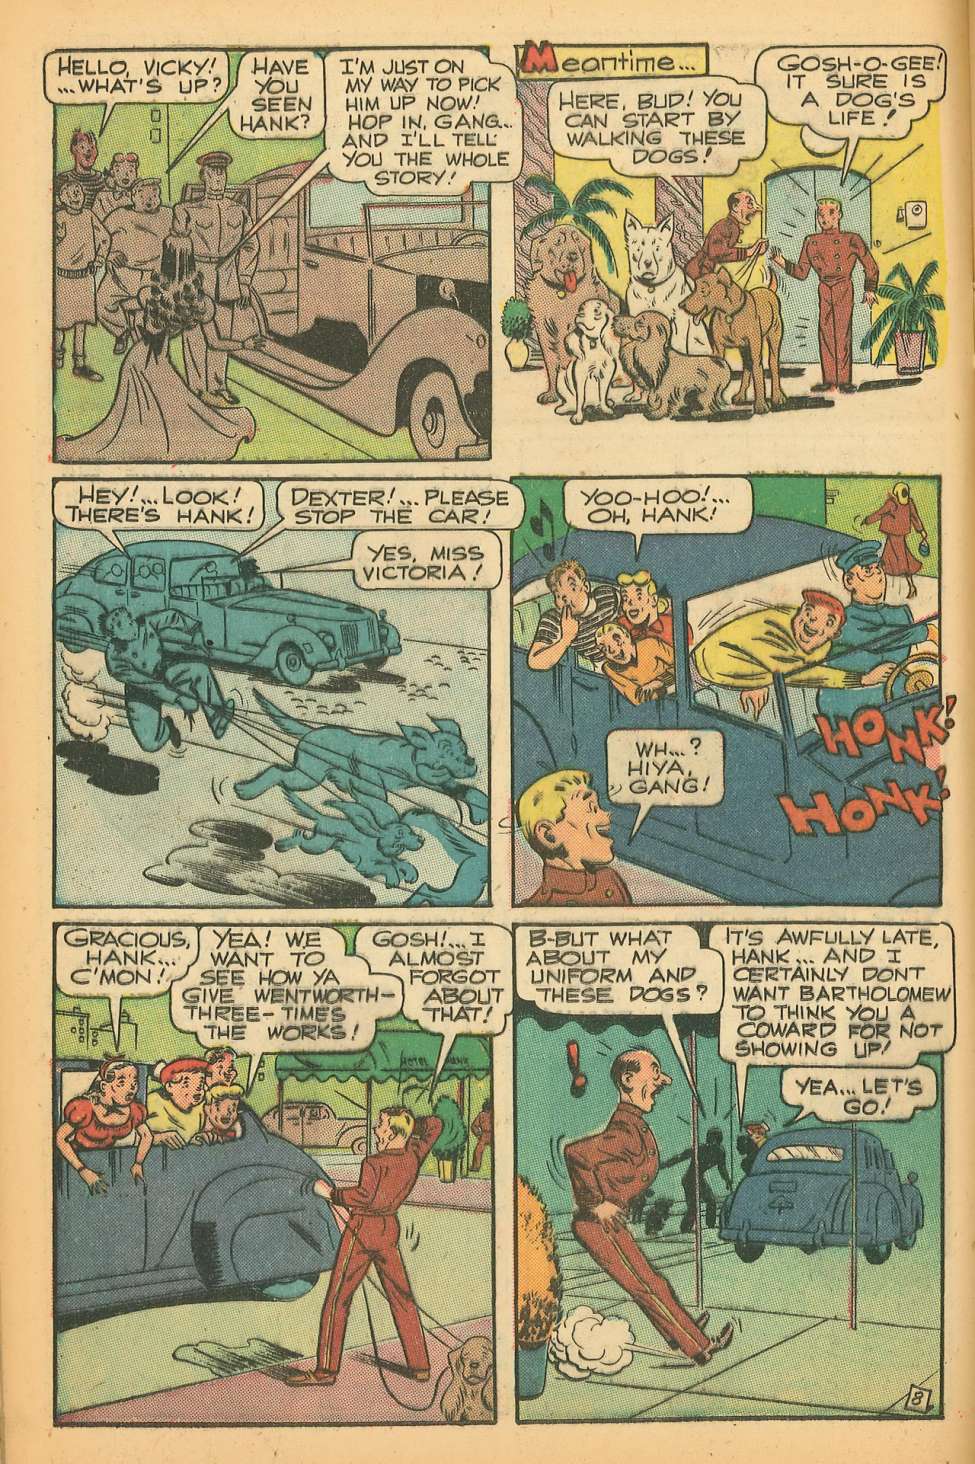 HELLO, VICKY!
...WHAT'S UP?
HAVE
YOU
SEEN
HANK?
I'M JUST ON
MY WAY TO PICK
HIM UP NOW!
HOP IN, GANG...
AND I'LL TELL
YOU THE WHOLE
STORY!
Meantime...
HERE, BUD! YOU
CAN START BY
WALKING THESE
DOGS!
GOSH-O-GEE!
IT SURE IS
A DOG'S
LIFE!
HEY!...LOOK!
THERE'S HANK!
DEXTER!...PLEASE
STOP THE CAR!
YES, MISS
VICTORIA!
YOO-HOO!...
OH, HANK!
HONK!
HONK!
WH...?
HIYA,
GANG!
GRACIOUS,
HANK...
C'MON!
YEA! WE
WANT TO
SEE HOW YA
GIVE WENTWORTH-
THREE-TIMES
THE WORKS!
GOSH!...I
ALMOST
FORGOT
ABOUT
THAT!
HOTEL
B-BUT WHAT
ABOUT MY
UNIFORM AND
THESE DOGS?
IT'S AWFULLY LATE,
HANK... AND I
CERTAINLY DON'T
WANT BARTHOLOMEW
TO THINK YOU A
COWARD FOR NOT
SHOWING UP!
YEA... LET'S
GO!
!
8